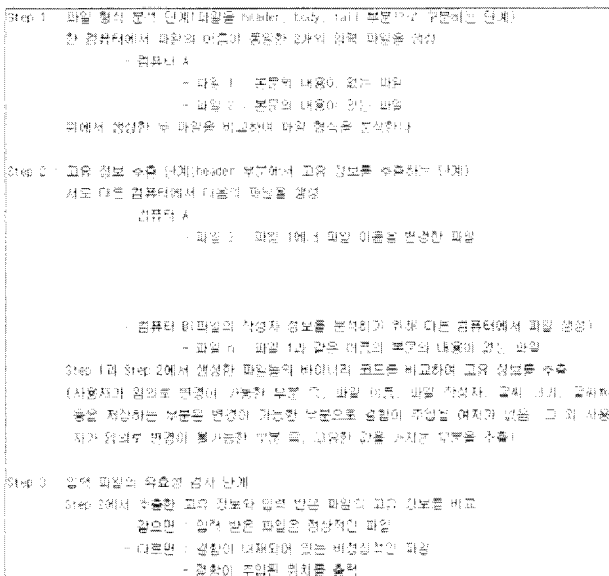 Step 1 파일 형식 분석 단계(파일을 header, body, tail 부분으로 구분하는 단계)
한 컴퓨터에서 파일의 이름이 동일한 2개의 입력 파일을 생성
- 컴퓨터 A
- 파일 1 : 본문의 내용이 없는 파일
- 파일 2 : 본문의 내용이 있는 파일
위에서 생성한 두 파일을 비교하여 파일 형식을 분석한다
Step 2 : 고유 정보 추출 단계(header 부분에서 고유 정보를 추출하는 단계)
서로 다른 컴퓨터에서 다음의 파일을 생성
컴퓨터 A
- 파일 3 : 파일 1에서 파일 이름을 변경한 파일
- 컴퓨터 B(파일의 작성자 정보를 분석하기 위해 다른 컴퓨터에서 파일 생성)
- 파일 n : 파일 1과 같은 이름의 본문의 내용이 없는 파일
Step 1과 Step 2에서 생성한 파일들의 바이너리 코드를 비교하여 고유 정보를 추출
(사용자가 임의로 변경이 가능한 부분 즉, 파일 이름, 파일 작성자, 글씨 크기, 글씨체
등을 저장하는 부분은 변경이 가능한 부분으로 결함이 주입될 여지가 없음. 그 외 사용
자가 임의로 변경이 불가능한 부분 즉, 고유한 값을 가지는 부분을 추출)
Step 3 입력 파일의 유효성 검사 단계
Step 2에서 추출한 고유 정보와 입력 받은 파일의 고유 정보를 비교
같으면 : 입력 받은 파일은 정상적인 파일
- 다르면 : 결함이 내재되어 있는 비정상적인 파일
- 결함이 주입된 위치를 출력